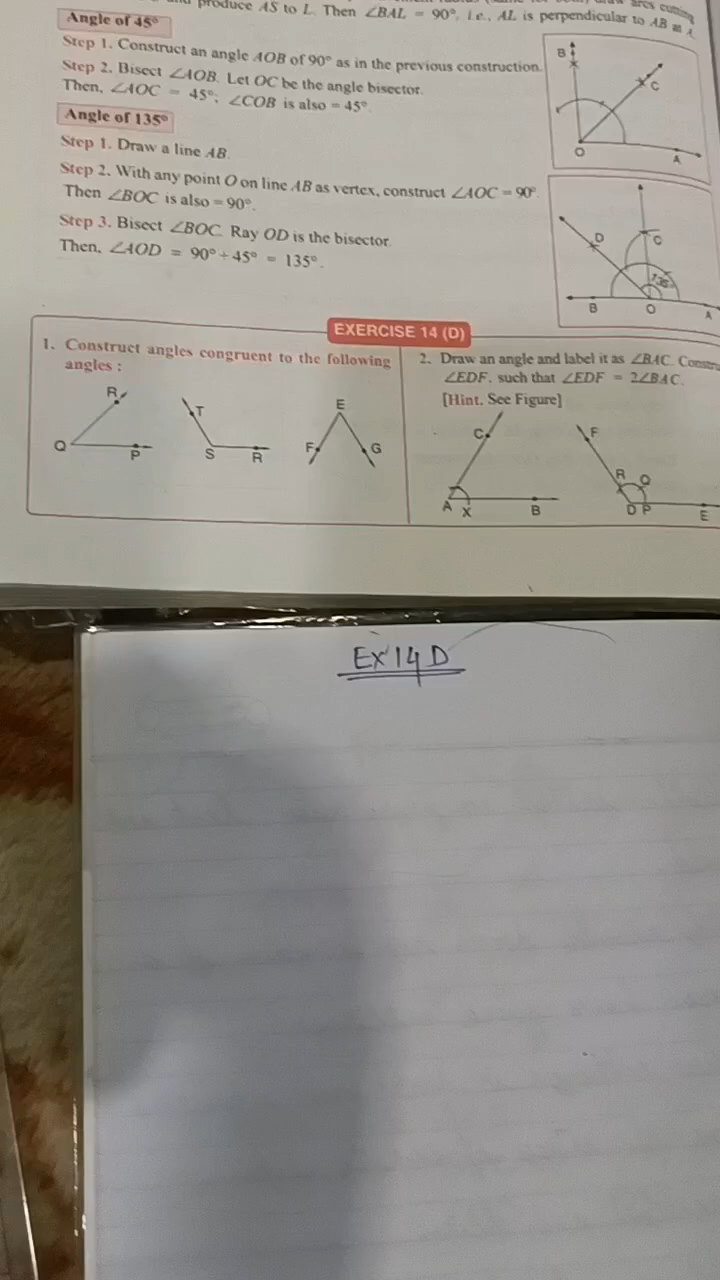 produce AS to L. Then ∠BAL = 90°, i.e., AL is perpendicular to AB at A.
Angle of 45°
Step 1. Construct an angle AOB of 90° as in the previous construction.
Step 2. Bisect ∠AOB. Let OC be the angle bisector.
Then, ∠AOC = 45°; ∠COB is also = 45°.
B
C
O
A
Angle of 135°
Step 1. Draw a line AB.
Step 2. With any point O on line AB as vertex, construct ∠AOC = 90°.
Then ∠BOC is also = 90°.
Step 3. Bisect ∠BOC. Ray OD is the bisector.
Then, ∠AOD = 90° + 45° = 135°.
D
C
135°
B
O
A
EXERCISE 14 (D)
1. Construct angles congruent to the following
angles :
R
Q
P
T
S
R
E
F
G
2. Draw an angle and label it as ∠BAC. Constru
∠EDF, such that ∠EDF = 2∠BAC.
[Hint. See Figure]
C
A
X
B
F
R
Q
D
P
E
Ex 14 D